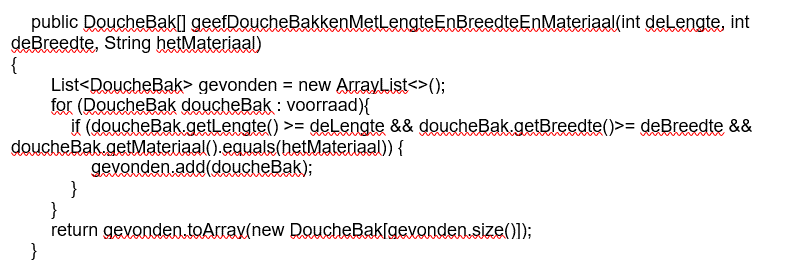 public DoucheBak[] geefDoucheBakkenMetLengteEnBreedteEnMateriaal(int deLengte, int
deBreedte, String hetMateriaal)
{
List<DoucheBak> gevonden = new ArrayList<>();
for (DoucheBak doucheBak : voorraad){
if (doucheBak.getLengte() >= deLengte && doucheBak.getBreedte()>= deBreedte &&
doucheBak.getMateriaal().equals(hetMateriaal)) {
gevonden.add(doucheBak);
}
}
return gevonden.toArray(new DoucheBak[gevonden.size()]);
}